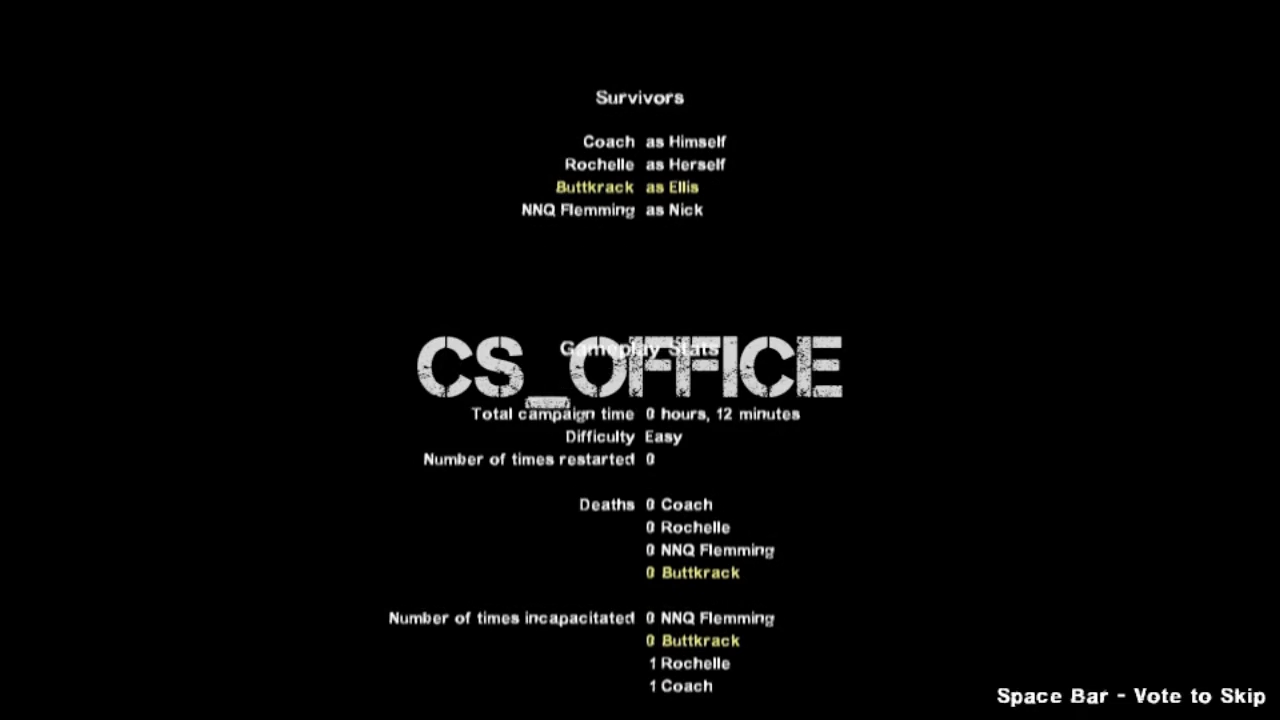 Survivors
Coach as Himself
Rochelle as Herself
Buttkrack as Ellis
NNQ Flemming as Nick
Gameplay Stats
CS_OFFICE
Total campaign time 0 hours, 12 minutes
Difficulty Easy
Number of times restarted 0
Deaths 0 Coach
0 Rochelle
0 NNQ Flemming
0 Buttkrack
Number of times incapacitated 0 NNQ Flemming
0 Buttkrack
1 Rochelle
1 Coach
Space Bar - Vote to Skip